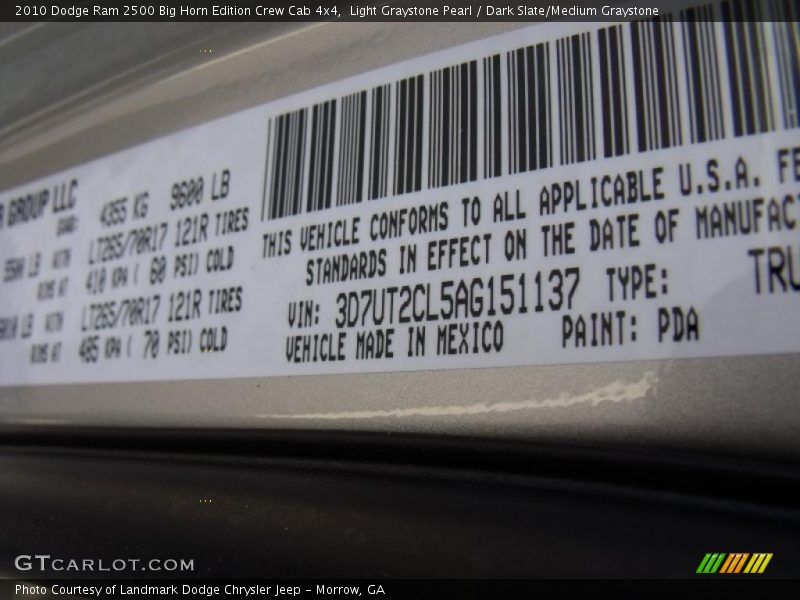 2010 Dodge Ram 2500 Big Horn Edition Crew Cab 4x4, Light Graystone Pearl / Dark Slate/Medium Graystone
GROUP LLC
4355 KG 9600 LB
LT265/70R17 121R TIRES
410 KPA ( 60 PSI) COLD
LT265/70R17 121R TIRES
485 KPA ( 70 PSI) COLD
THIS VEHICLE CONFORMS TO ALL APPLICABLE U.S.A. FE
STANDARDS IN EFFECT ON THE DATE OF MANUFAC
VIN: 3D7UT2CL5AG151137 TYPE: TRU
VEHICLE MADE IN MEXICO PAINT: PDA
GTCARLOT.COM
Photo Courtesy of Landmark Dodge Chrysler Jeep – Morrow, GA